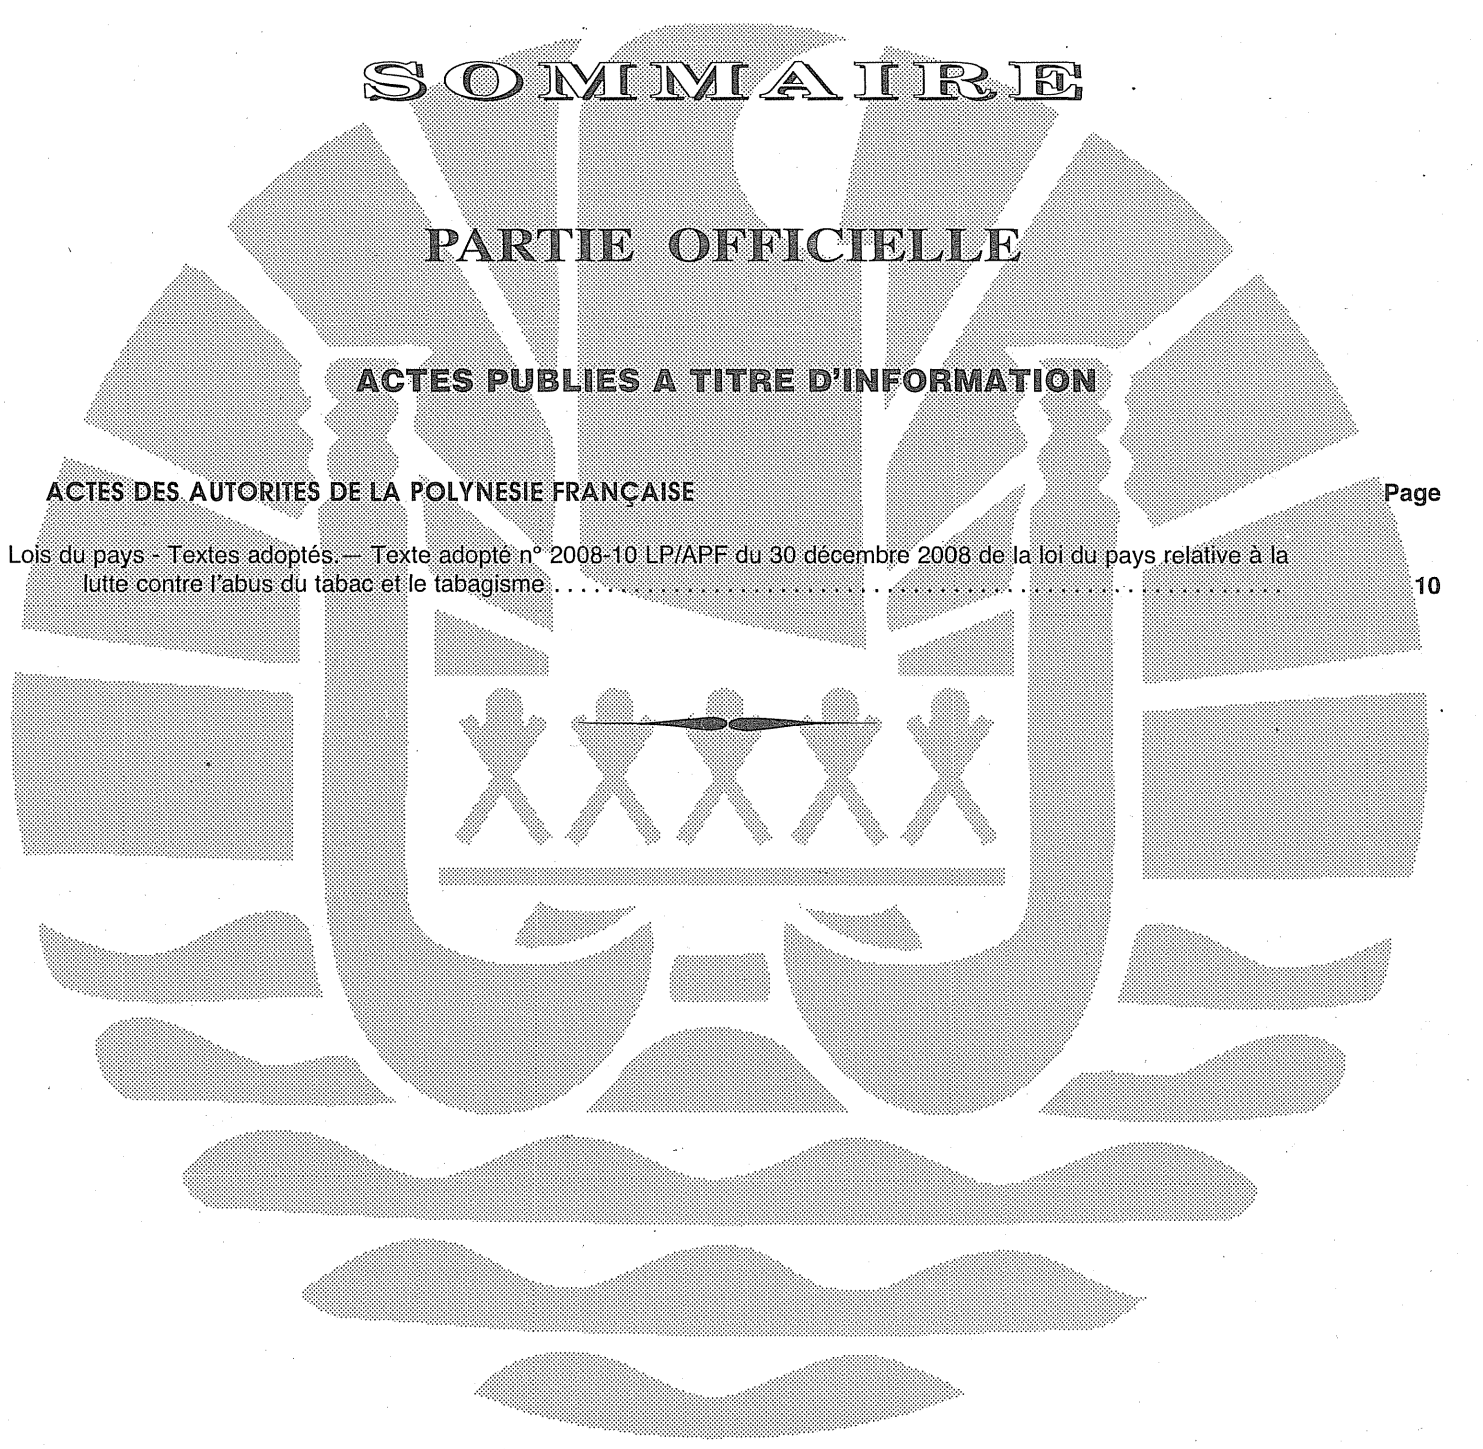 SOMMAIRE
PARTIE OFFICIELLE
ACTES PUBLIES A TITRE D'INFORMATION
ACTES DES AUTORITES DE LA POLYNESIE FRANÇAISE Page
Lois du pays - Textes adoptés.— Texte adopté n° 2008-10 LP/APF du 30 décembre 2008 de la loi du pays relative à la
lutte contre l'abus du tabac et le tabagisme .......................................................... 10